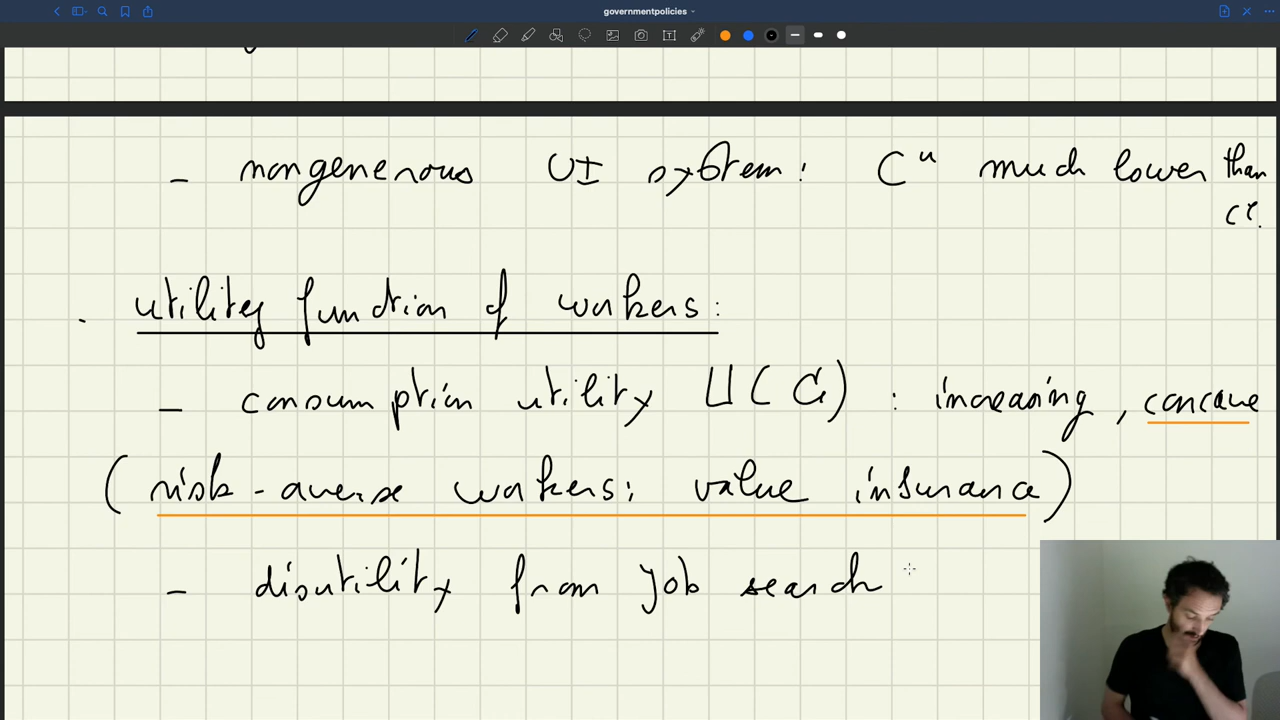 governmentpolicies
- nongenerous UI system: C^u much lower than
C^e.
. utility function of workers:
- consumption utility U(C) : increasing, concave
(risk-averse workers: value insurance)
- disutility from job search